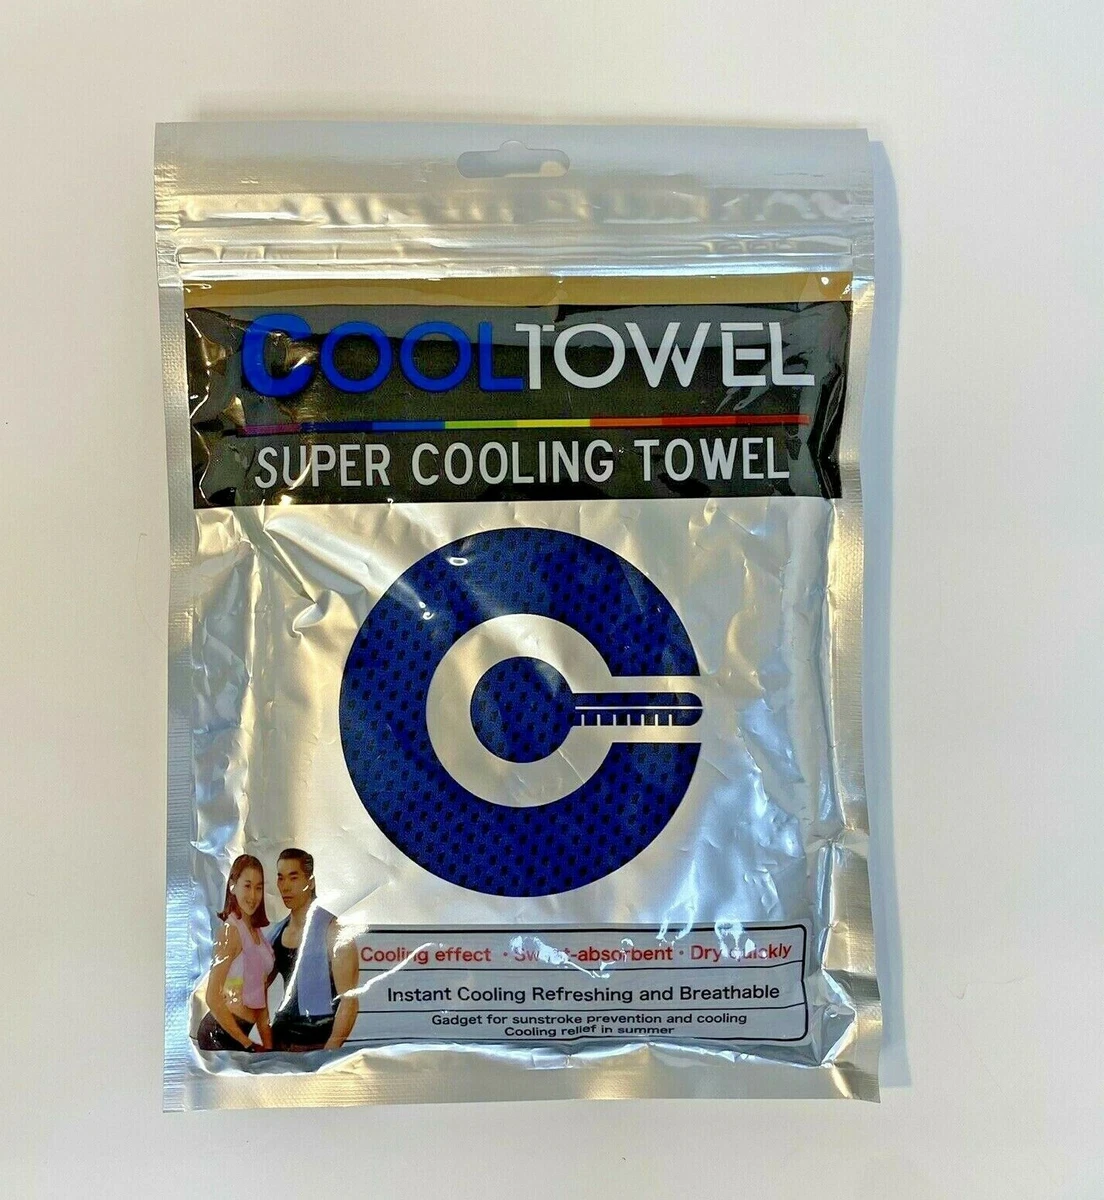 COOLTOWEL
SUPER COOLING TOWEL
Cooling effect · Sweat-absorbent · Dry quickly
Instant Cooling Refreshing and Breathable
Gadget for sunstroke prevention and cooling
Cooling relief in summer